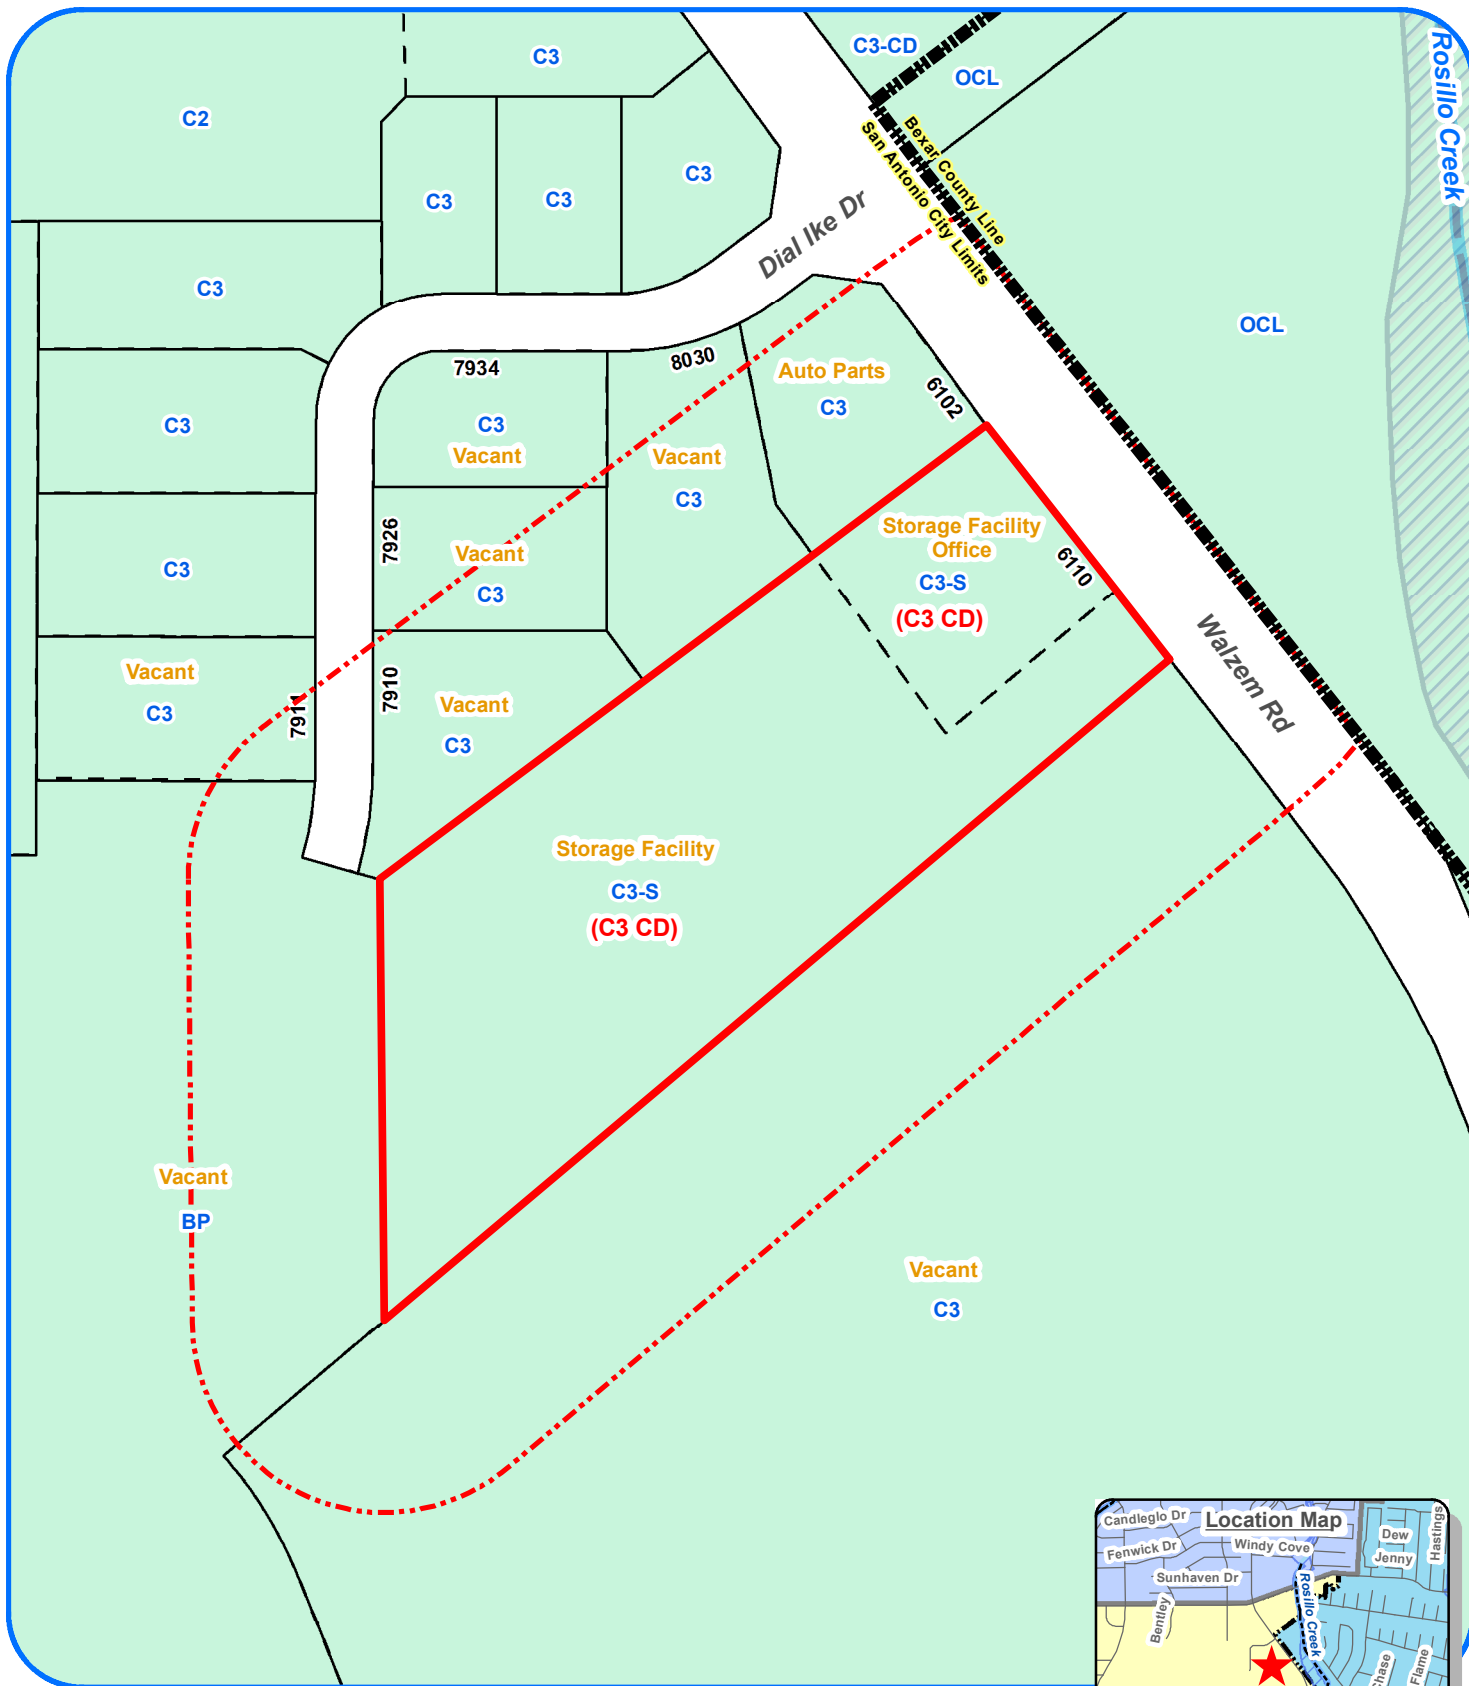 C3
C3-CD
OCL
Rosillo Creek
C2
C3
C3
C3
Bexar County Line
San Antonio City Limits
Dial Ike Dr
C3
OCL
7934
8030
Auto Parts
C3
6102
C3
C3
Vacant
Vacant
C3
7926
Vacant
C3
Storage Facility
Office
C3-S
(C3 CD)
6110
C3
Walzem Rd
Vacant
C3
7911
7910
Vacant
C3
Storage Facility
C3-S
(C3 CD)
Vacant
BP
Vacant
C3
Location Map
Candleglo Dr
Fenwick Dr
Windy Cove
Sunhaven Dr
Dew
Jenny
Hastings
Bentley
Rosillo Creek
Flame